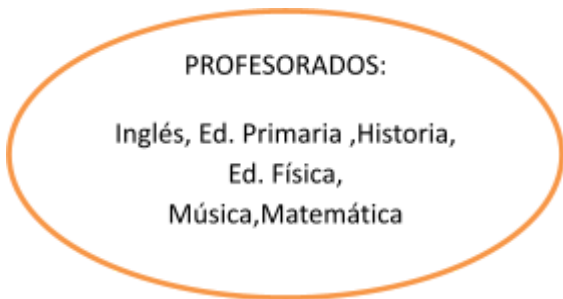 PROFESORADOS:
Inglés, Ed. Primaria ,Historia,
Ed. Física,
Música,Matemática